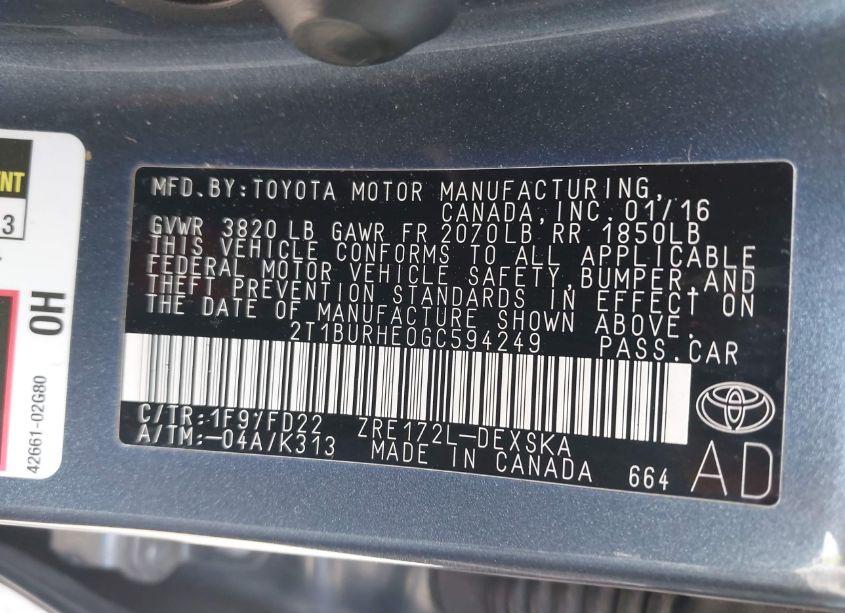 MFD.BY:TOYOTA MOTOR MANUFACTURING,
CANADA,INC. 01/16
GVWR 3820 LB GAWR FR 2070LB RR 1850LB
THIS VEHICLE CONFORMS TO ALL APPLICABLE
FEDERAL MOTOR VEHICLE SAFETY,BUMPER,AND
THEFT PREVENTION STANDARDS IN EFFECT ON
THE DATE OF MANUFACTURE SHOWN ABOVE.
2T1BURHE0GC594249 PASS.CAR
C/TR:1F9/FD22 ZRE172L-DEXSKA
A/TM:-04A/K313 MADE IN CANADA 664
AD
3
OH
42661-02G80